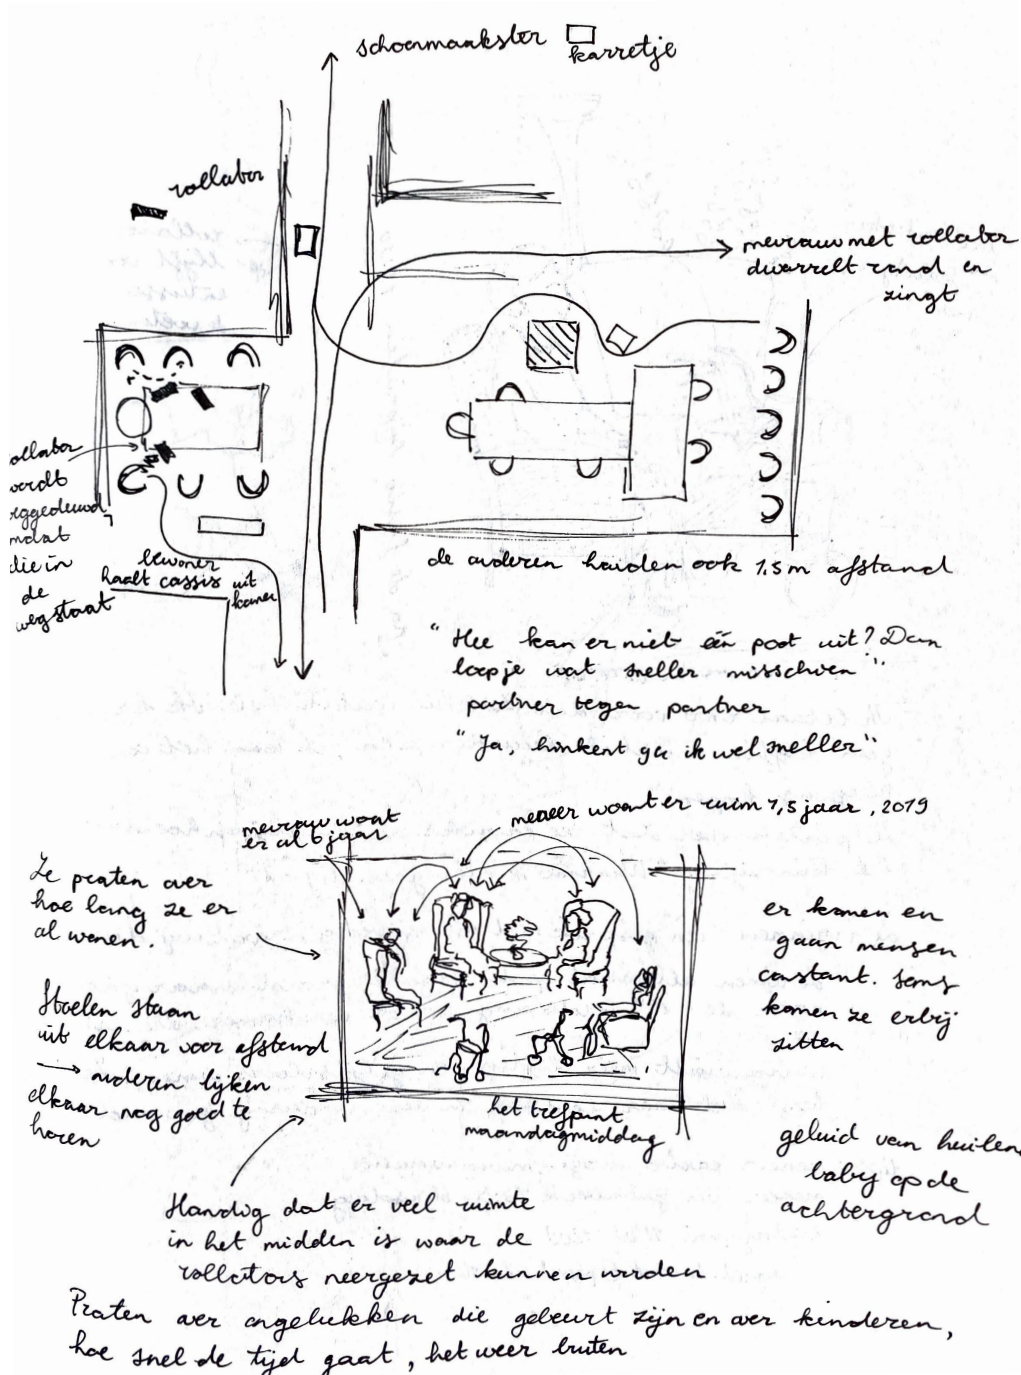 schoonmaakster
karretje
rollator
mevrouw met rollator
dwarrelt rond en
zingt
rollator
wordt
weggeduwd
omdat
die in
de
weg staat
bewoner
haalt cassis uit
kamer
de anderen houden ook 1,5 m afstand
"Hee kan er niet één poot uit? Dan
loop je wat sneller misschien"
partner tegen partner
"Ja, hinkent ga ik wel sneller"
mevrouw woont
er al 6 jaar
meneer woont er ruim 1,5 jaar, 2019
Ze praten over
hoe lang ze er
al wonen.
Stoelen staan
uit elkaar voor afstand
→ anderen lijken
elkaar nog goed te
horen
er komen en
gaan mensen
constant. soms
komen ze erbij
zitten
het trefpunt
maandagmiddag
geluid van huilen
baby op de
achtergrond
Handig dat er veel ruimte
in het midden is waar de
rollators neergezet kunnen worden
Praten over ongelukken die gebeurt zijn en over kinderen,
hoe snel de tijd gaat, het weer buiten